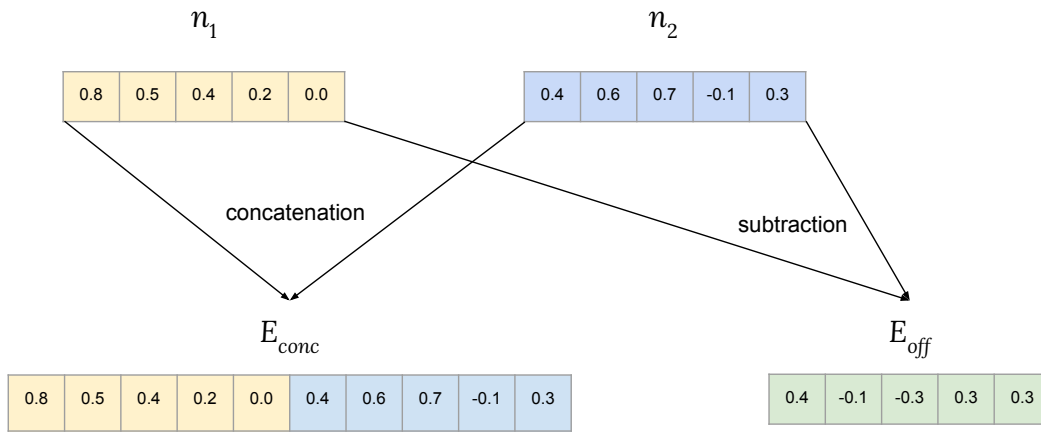 n₁ n₂
0.8 0.5 0.4 0.2 0.0 0.4 0.6 0.7 -0.1 0.3
concatenation
subtraction
E_conc E_off
0.8 0.5 0.4 0.2 0.0 0.4 0.6 0.7 -0.1 0.3 0.4 -0.1 -0.3 0.3 0.3